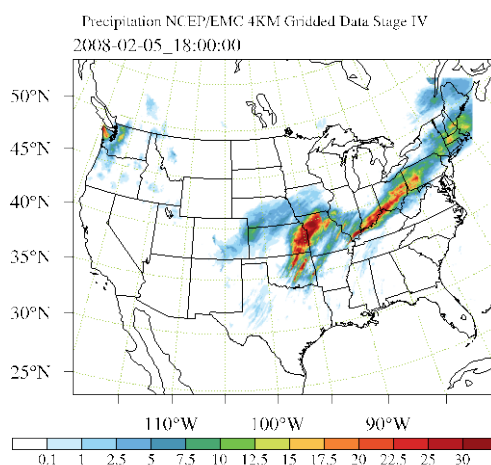 Precipitation NCEP/EMC 4KM Gridded Data Stage IV
2008-02-05_18:00:00
50°N
45°N
40°N
35°N
30°N
25°N
110°W 100°W 90°W
0.1 1 2.5 5 7.5 10 12.5 15 17.5 20 22.5 25 30